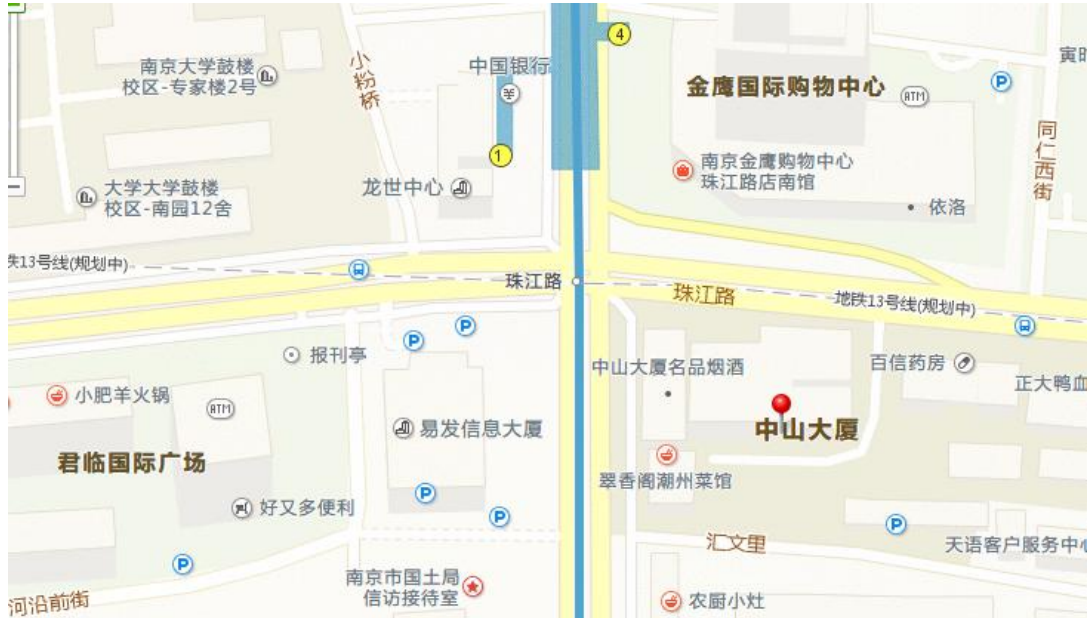 4
南京大学鼓楼
校区-专家楼2号
小粉桥
中国银行
¥
1
金鹰国际购物中心
ATM
P
同仁西街
大学大学鼓楼
校区-南园12舍
龙世中心
南京金鹰购物中心
珠江路店南馆
依洛
13号线(规划中)
珠江路
珠江路
地铁13号线(规划中)
P
P
报刊亭
小肥羊火锅
ATM
中山大厦名品烟酒
百信药房
正大鸭血
易发信息大厦
中山大厦
君临国际广场
翠香阁潮州菜馆
P
好又多便利
P
P
汇文里
天语客户服务中心
P
南京市国土局
信访接待室
河沿前街
农厨小灶